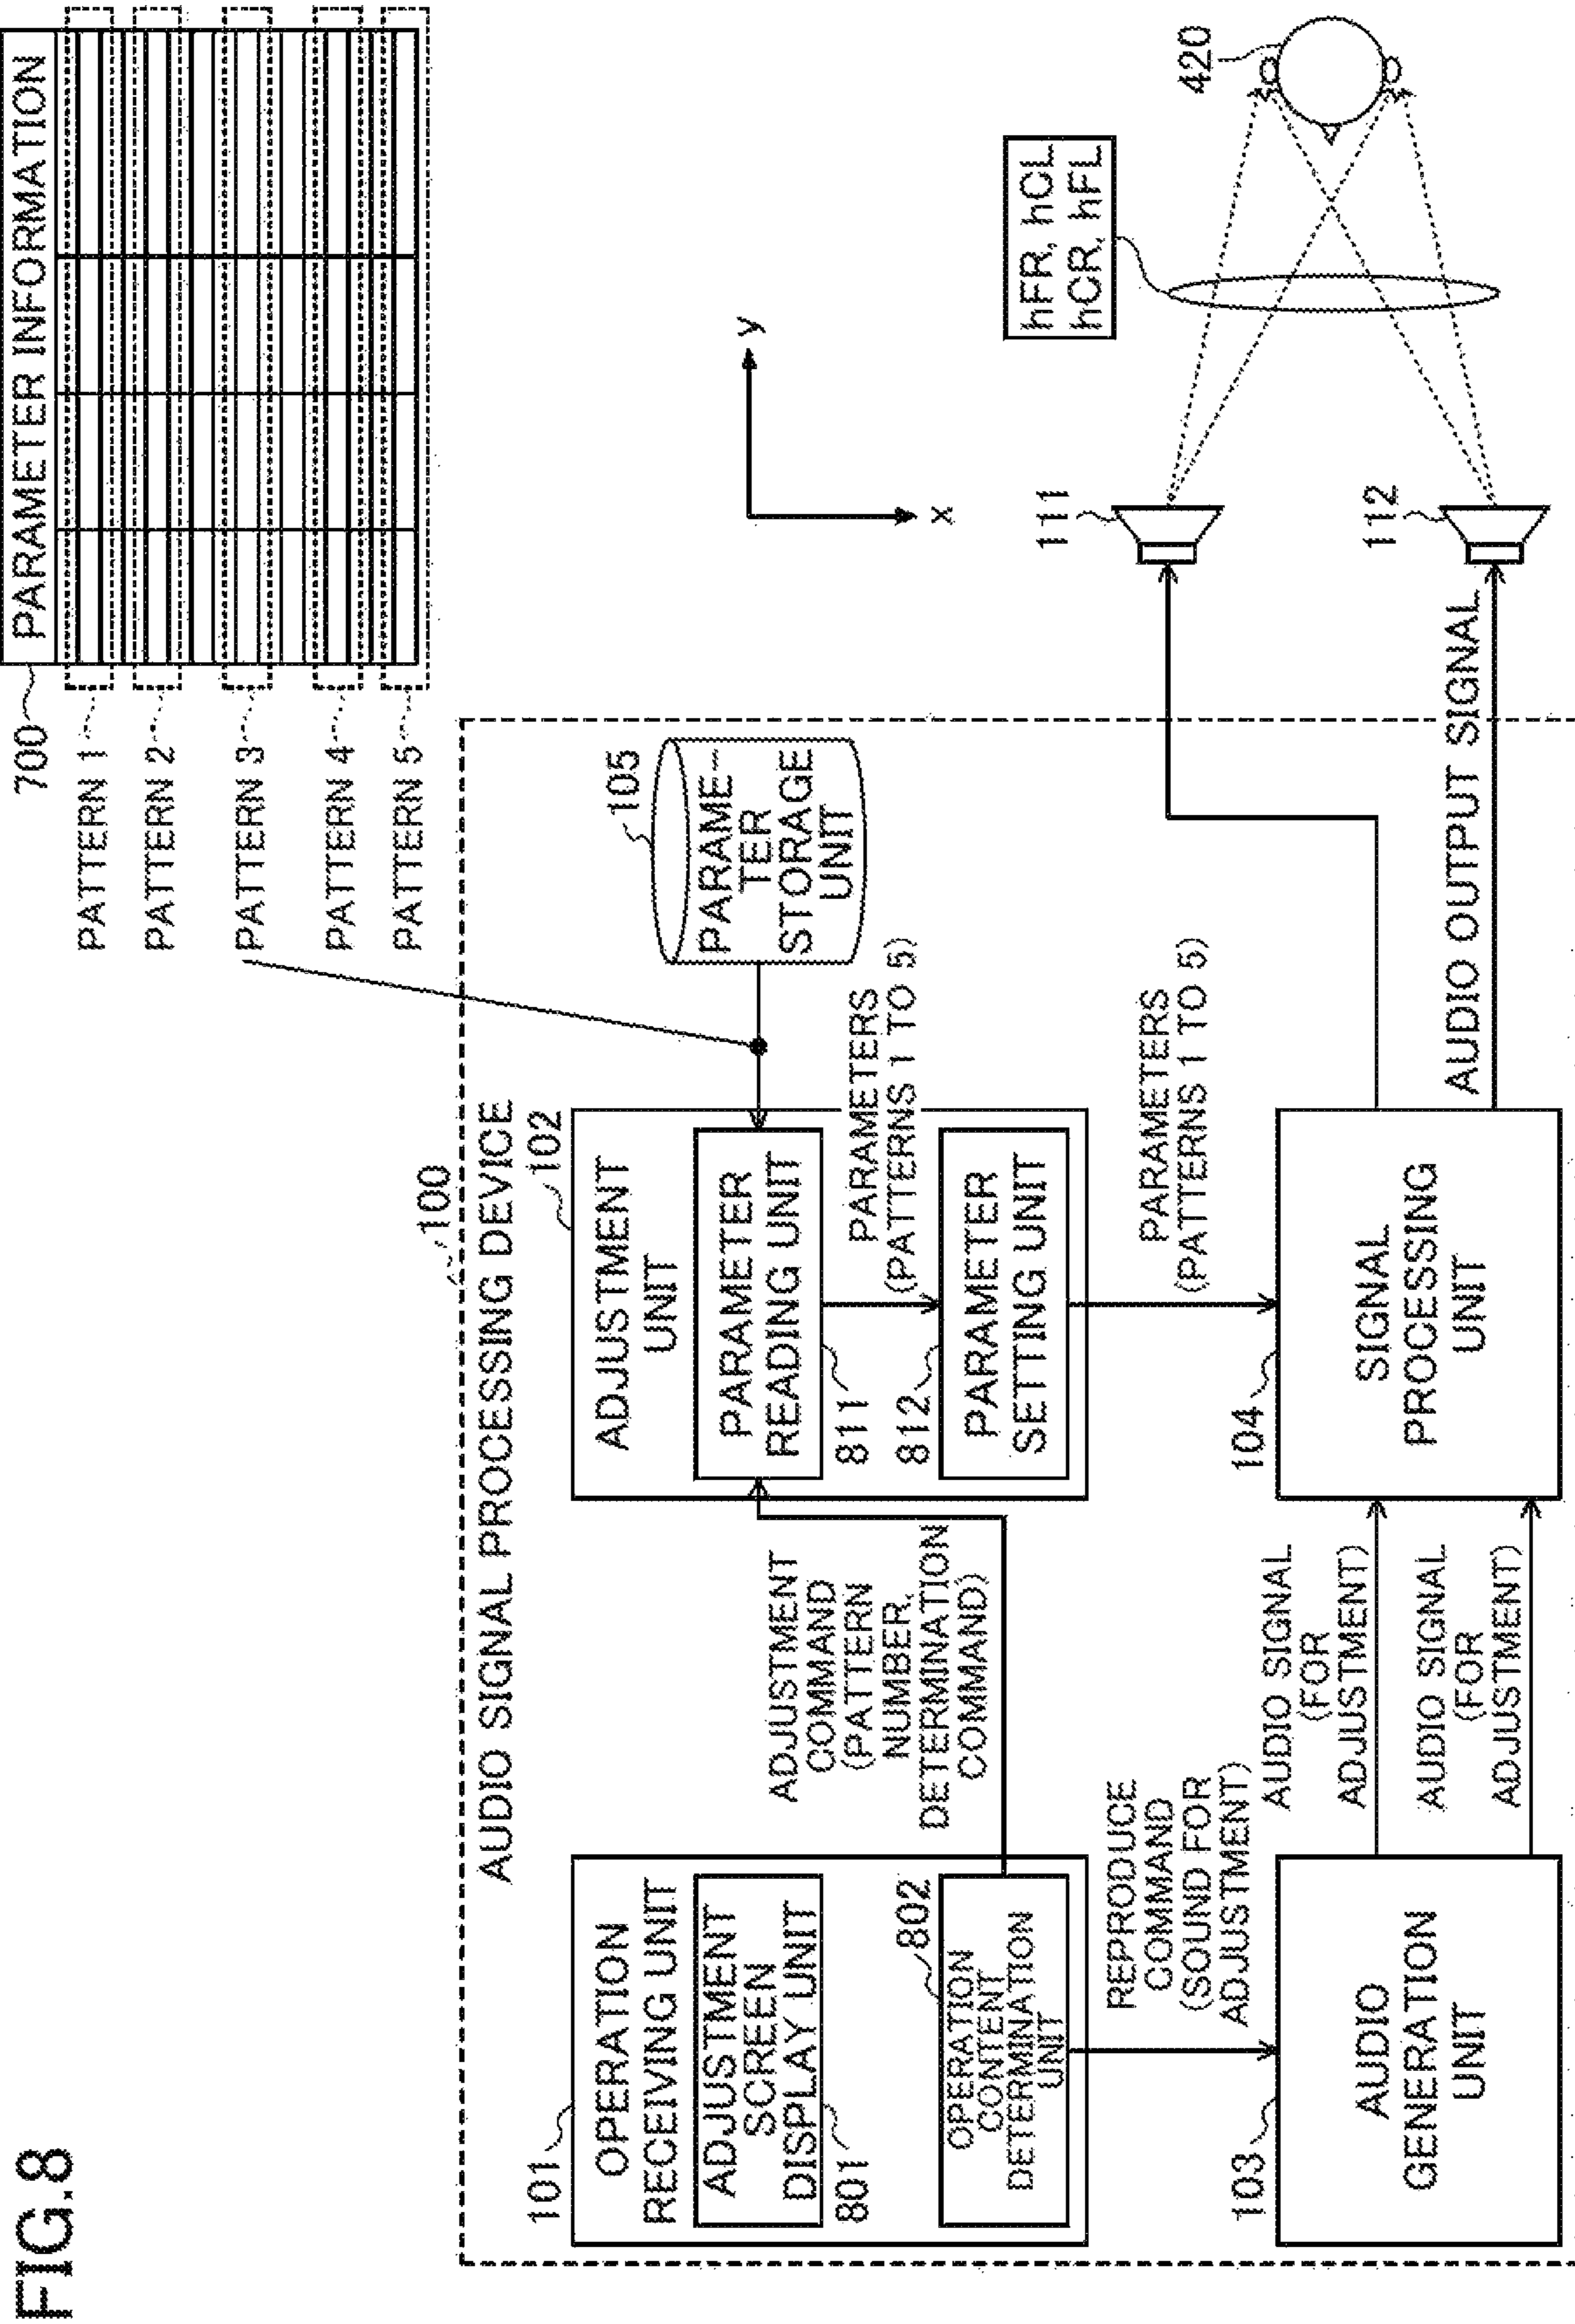 FIG.8
700
PARAMETER INFORMATION
PATTERN 1
PATTERN 2
PATTERN 3
PATTERN 4
PATTERN 5
100
AUDIO SIGNAL PROCESSING DEVICE
101
OPERATION
RECEIVING UNIT
ADJUSTMENT
SCREEN
DISPLAY UNIT
801
802
OPERATION
CONTENT
DETERMINATION
UNIT
ADJUSTMENT
COMMAND
(PATTERN
NUMBER,
DETERMINATION
COMMAND)
102
ADJUSTMENT
UNIT
PARAMETER
READING UNIT
811
PARAMETERS
(PATTERNS 1 TO 5)
812
PARAMETER
SETTING UNIT
105
PARAME-
TER
STORAGE
UNIT
REPRODUCE
COMMAND
(SOUND FOR
ADJUSTMENT)
PARAMETERS
(PATTERNS 1 TO 5)
103
AUDIO
GENERATION
UNIT
AUDIO SIGNAL
(FOR
ADJUSTMENT)
AUDIO SIGNAL
(FOR
ADJUSTMENT)
104
SIGNAL
PROCESSING
UNIT
AUDIO OUTPUT SIGNAL
y
x
111
112
hFR, hCL
hCR, hFL
420